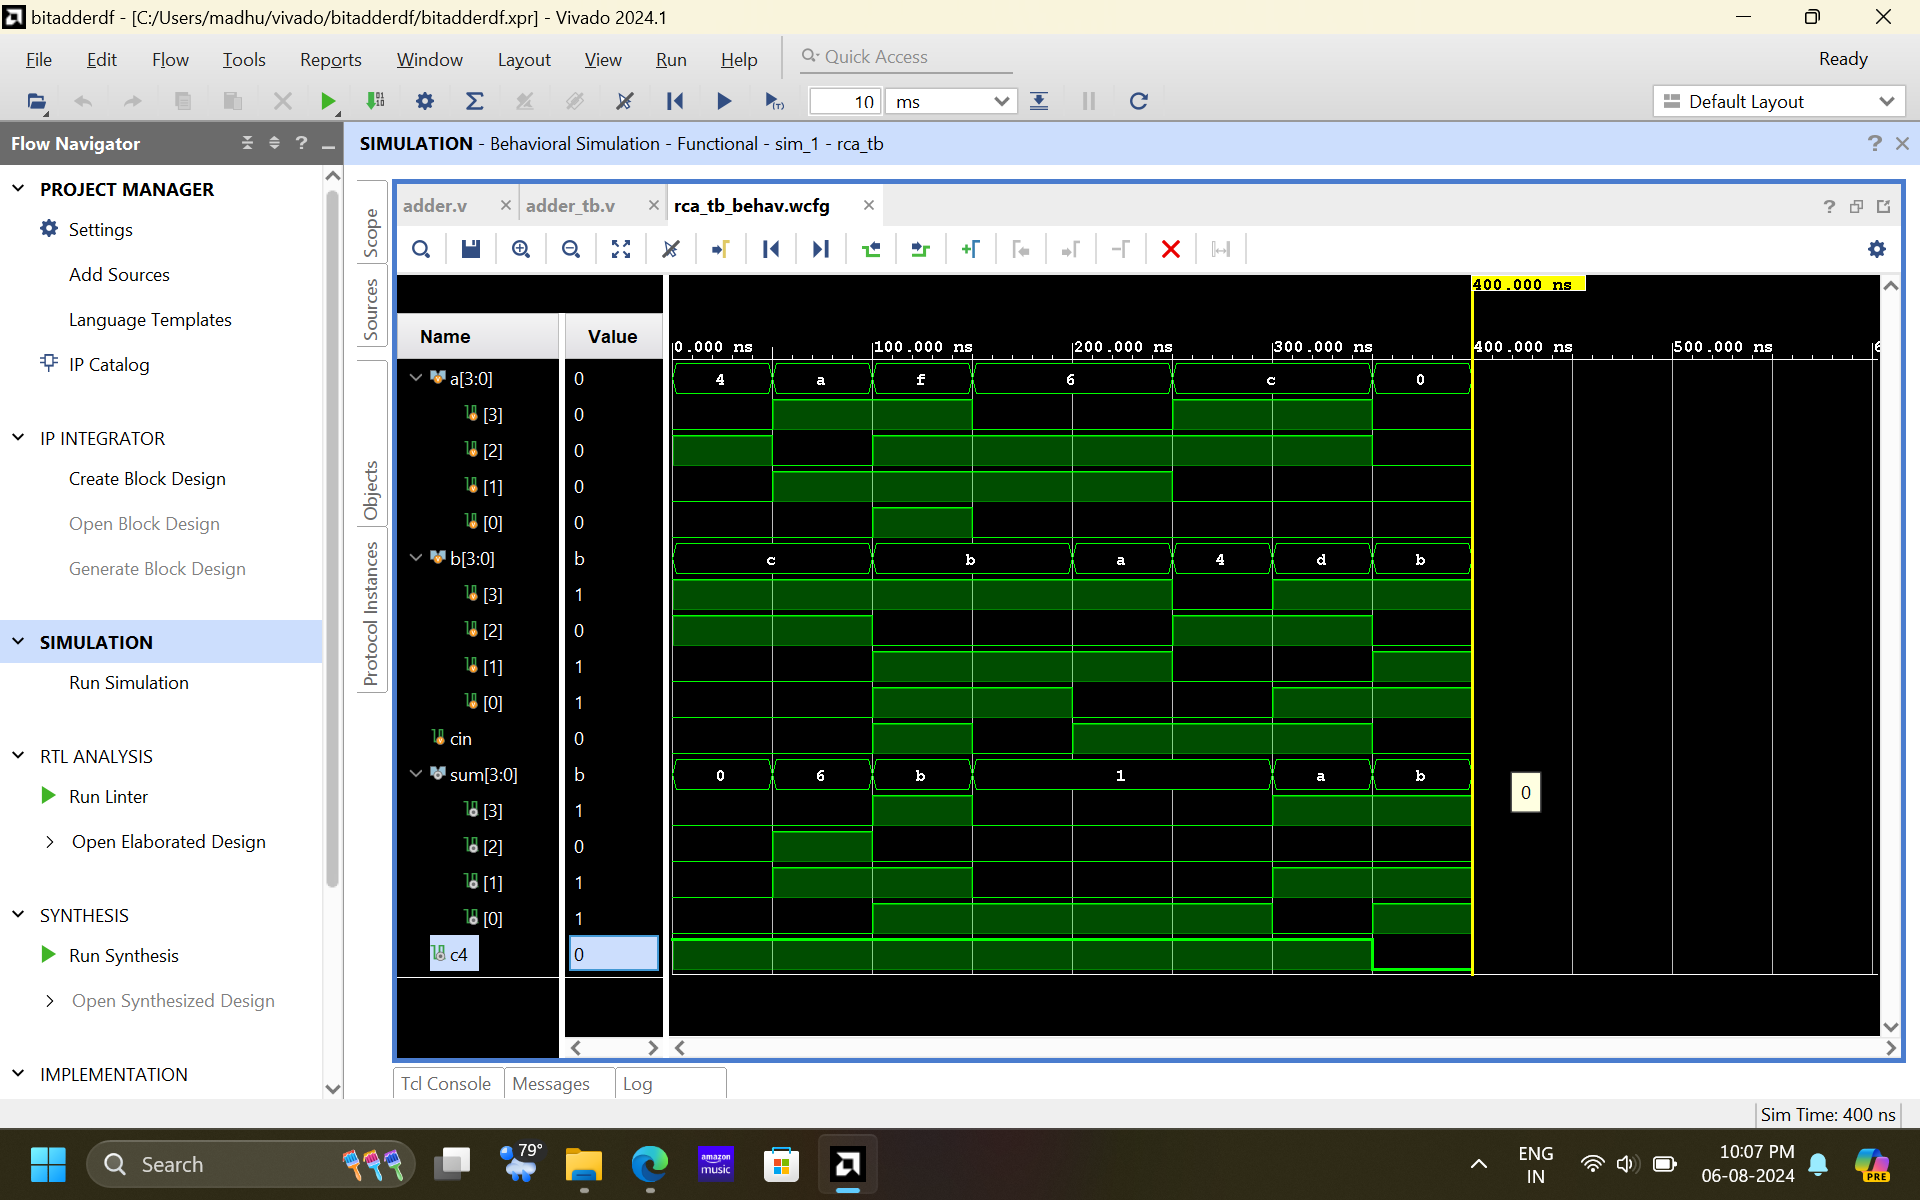 bitadderdf - [C:/Users/madhu/vivado/bitadderdf/bitadderdf.xpr] - Vivado 2024.1
File Edit Flow Tools Reports Window Layout View Run Help Quick Access Ready
10 ms Default Layout
Flow Navigator
SIMULATION - Behavioral Simulation - Functional - sim_1 - rca_tb
PROJECT MANAGER
Settings
Add Sources
Language Templates
IP Catalog
IP INTEGRATOR
Create Block Design
Open Block Design
Generate Block Design
SIMULATION
Run Simulation
RTL ANALYSIS
Run Linter
Open Elaborated Design
SYNTHESIS
Run Synthesis
Open Synthesized Design
IMPLEMENTATION
Scope
Sources
Objects
Protocol Instances
adder.v adder_tb.v rca_tb_behav.wcfg
400.000 ns
Name Value
0.000 ns 100.000 ns 200.000 ns 300.000 ns 400.000 ns 500.000 ns
a[3:0] 0 4 a f 6 c 0
[3] 0
[2] 0
[1] 0
[0] 0
b[3:0] b c b a 4 d b
[3] 1
[2] 0
[1] 1
[0] 1
cin 0
sum[3:0] b 0 6 b 1 a b
0
[3] 1
[2] 0
[1] 1
[0] 1
c4 0
Tcl Console Messages Log
Sim Time: 400 ns
Search
79°
amazon music
ENG IN
10:07 PM
06-08-2024
PRE